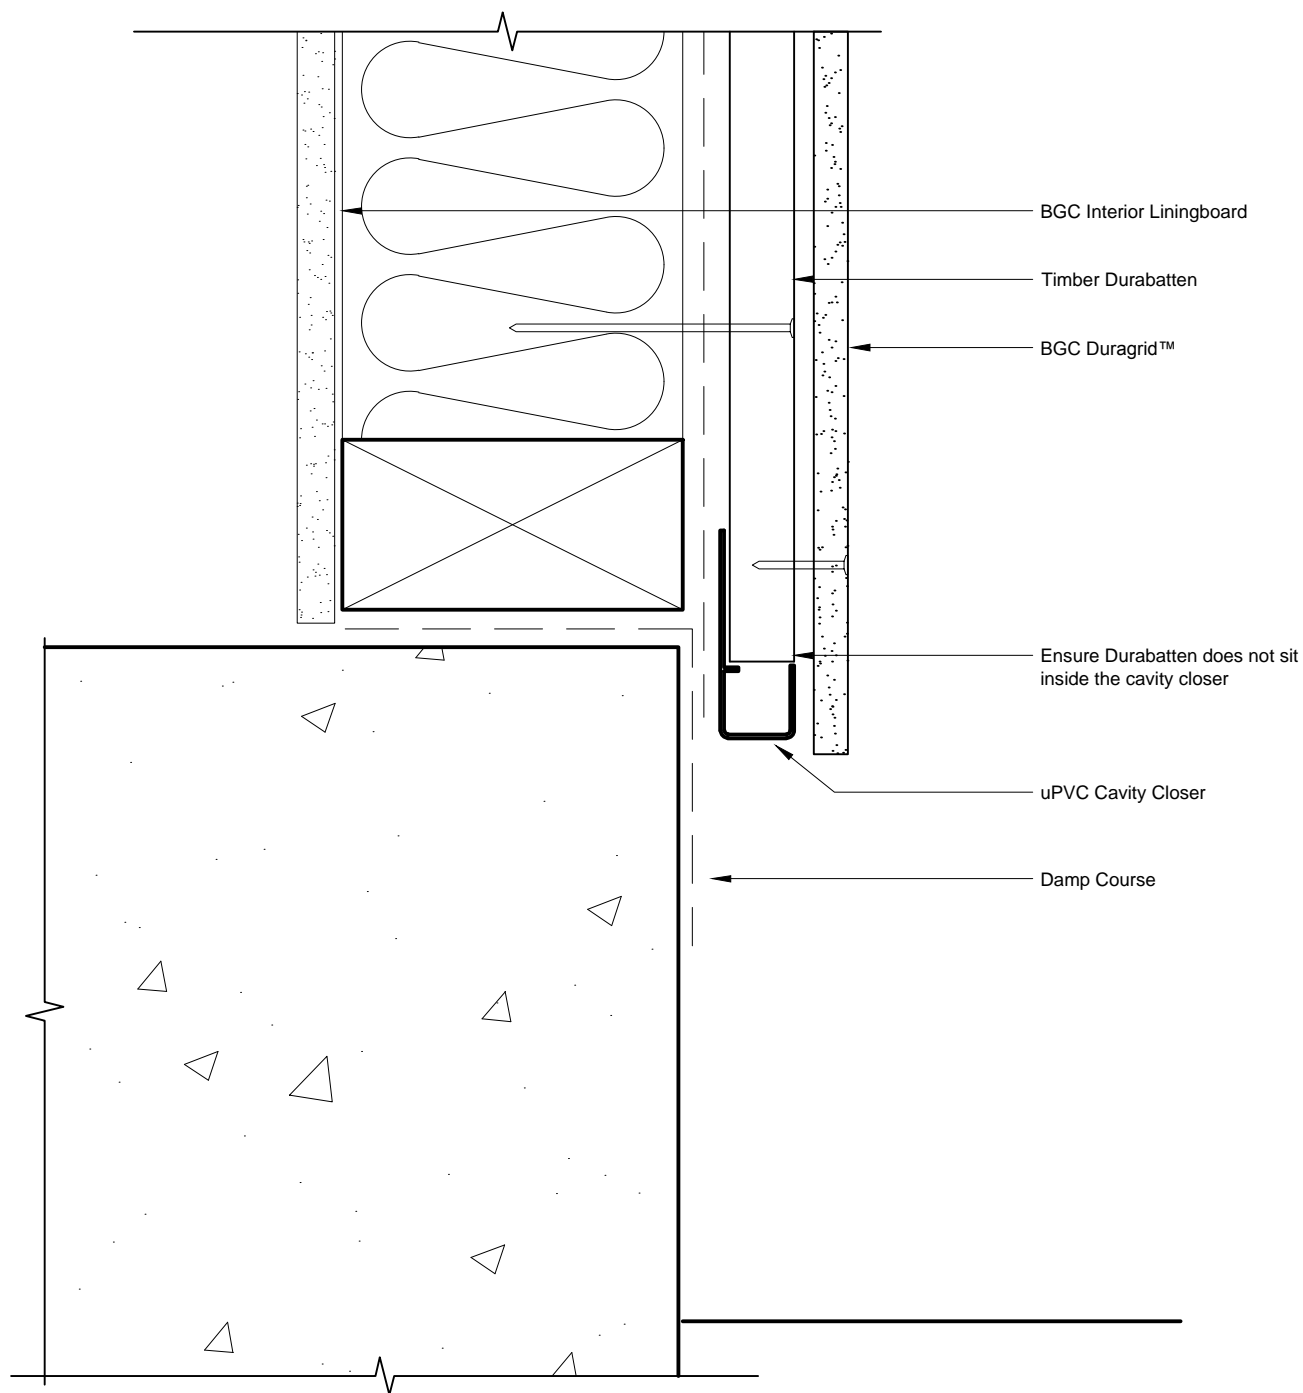 BGC Interior Liningboard
Timber Durabatten
BGC Duragrid™
Ensure Durabatten does not sit
inside the cavity closer
uPVC Cavity Closer
Damp Course